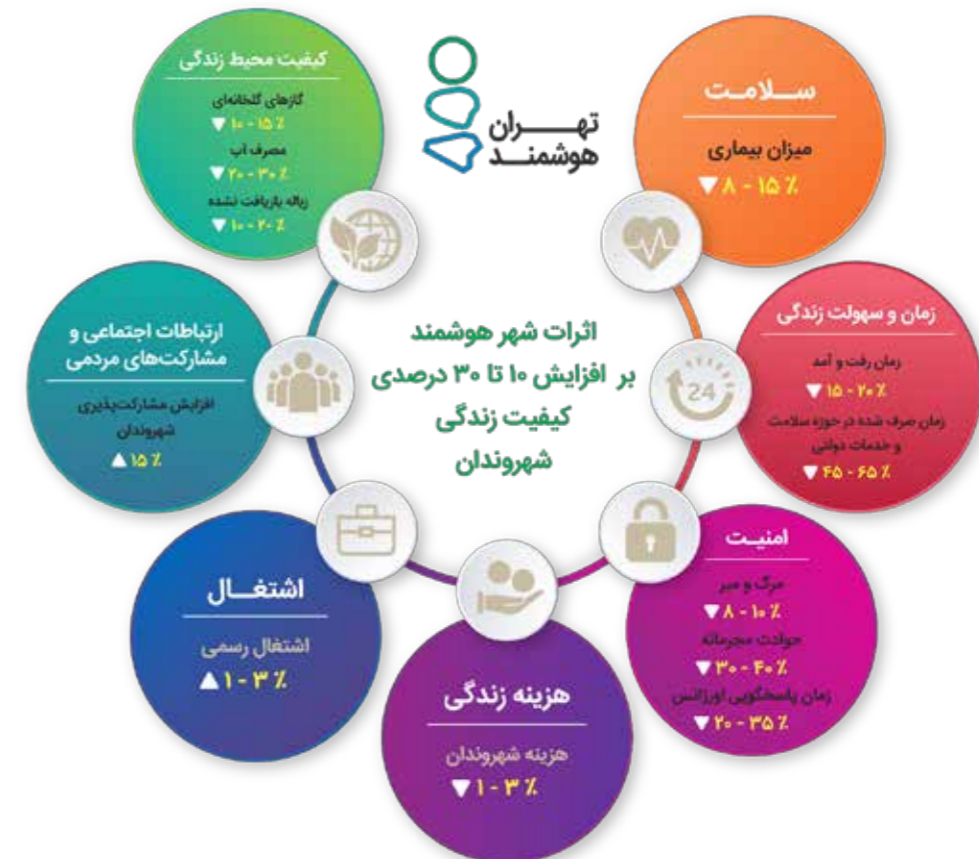 تهران
هوشمند
اثرات شهر هوشمند
بر افزایش ۱۰ تا ۳۰ درصدی
کیفیت زندگی
شهروندان
سلامت
میزان بیماری
▼ ۸ - ۱۵ ٪
زمان و سهولت زندگی
زمان رفت و آمد
▼ ۱۵ - ۲۰ ٪
زمان صرف شده در حوزه سلامت
و خدمات دولتی
▼ ۴۵ - ۶۵ ٪
24
امنیت
مرگ و میر
▼ ۸ - ۱۰ ٪
حوادث مجرمانه
▼ ۳۰ - ۴۰ ٪
زمان پاسخگویی اورژانس
▼ ۲۰ - ۳۵ ٪
هزینه زندگی
هزینه شهروندان
▼ ۱ - ۳ ٪
اشتغال
اشتغال رسمی
▲ ۱ - ۳ ٪
ارتباطات اجتماعی و
مشارکت‌های مردمی
افزایش مشارکت‌پذیری
شهروندان
▲ ۱۵ ٪
کیفیت محیط زندگی
گازهای گلخانه‌ای
▼ ۱۰ - ۱۵ ٪
مصرف آب
▼ ۲۰ - ۳۰ ٪
زباله بازیافت نشده
▼ ۱۰ - ۲۰ ٪